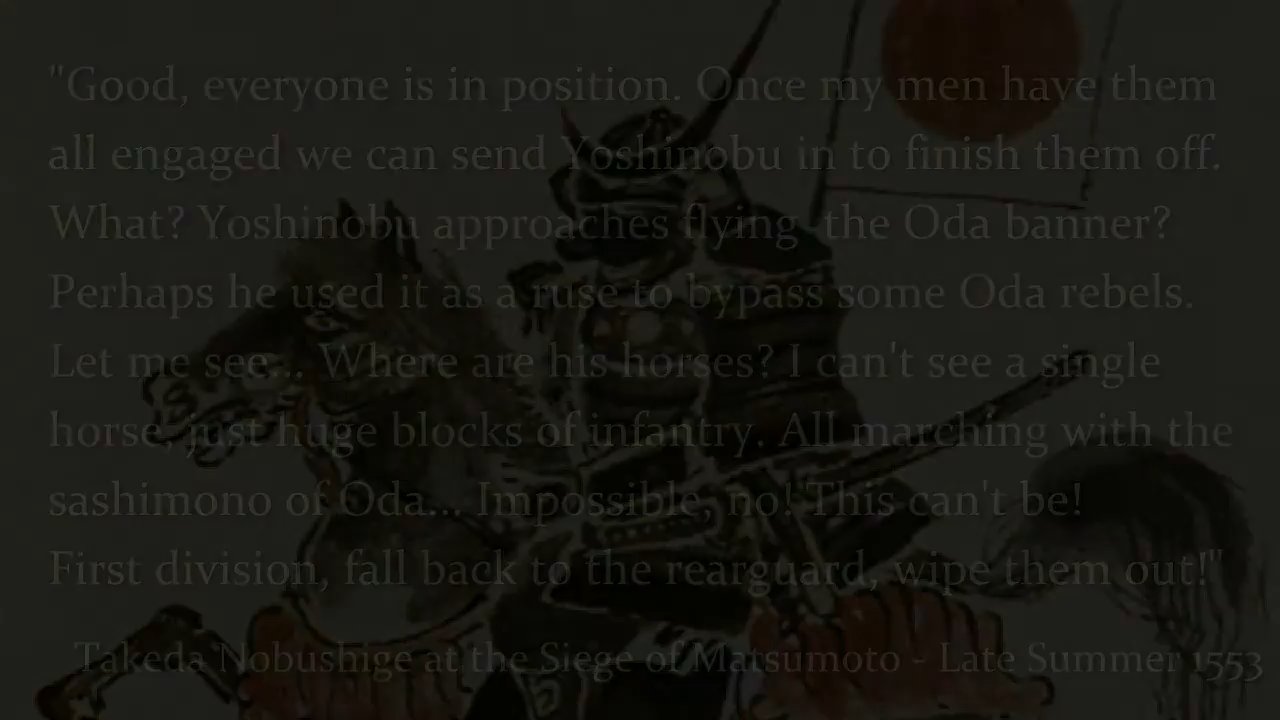 "Good, everyone is in position. Once my men have them
all engaged we can send Yoshinobu in to finish them off.
What? Yoshinobu approaches flying  the Oda banner?
Perhaps he used it as a ruse to bypass some Oda rebels.
Let me see... Where are his horses? I can't see a single
horse, just huge blocks of infantry. All marching with the
sashimono of Oda... Impossible, no! This can't be!
First division, fall back to the rearguard, wipe them out!"
- Takeda Nobushige at the Siege of Matsumoto - Late Summer 1553